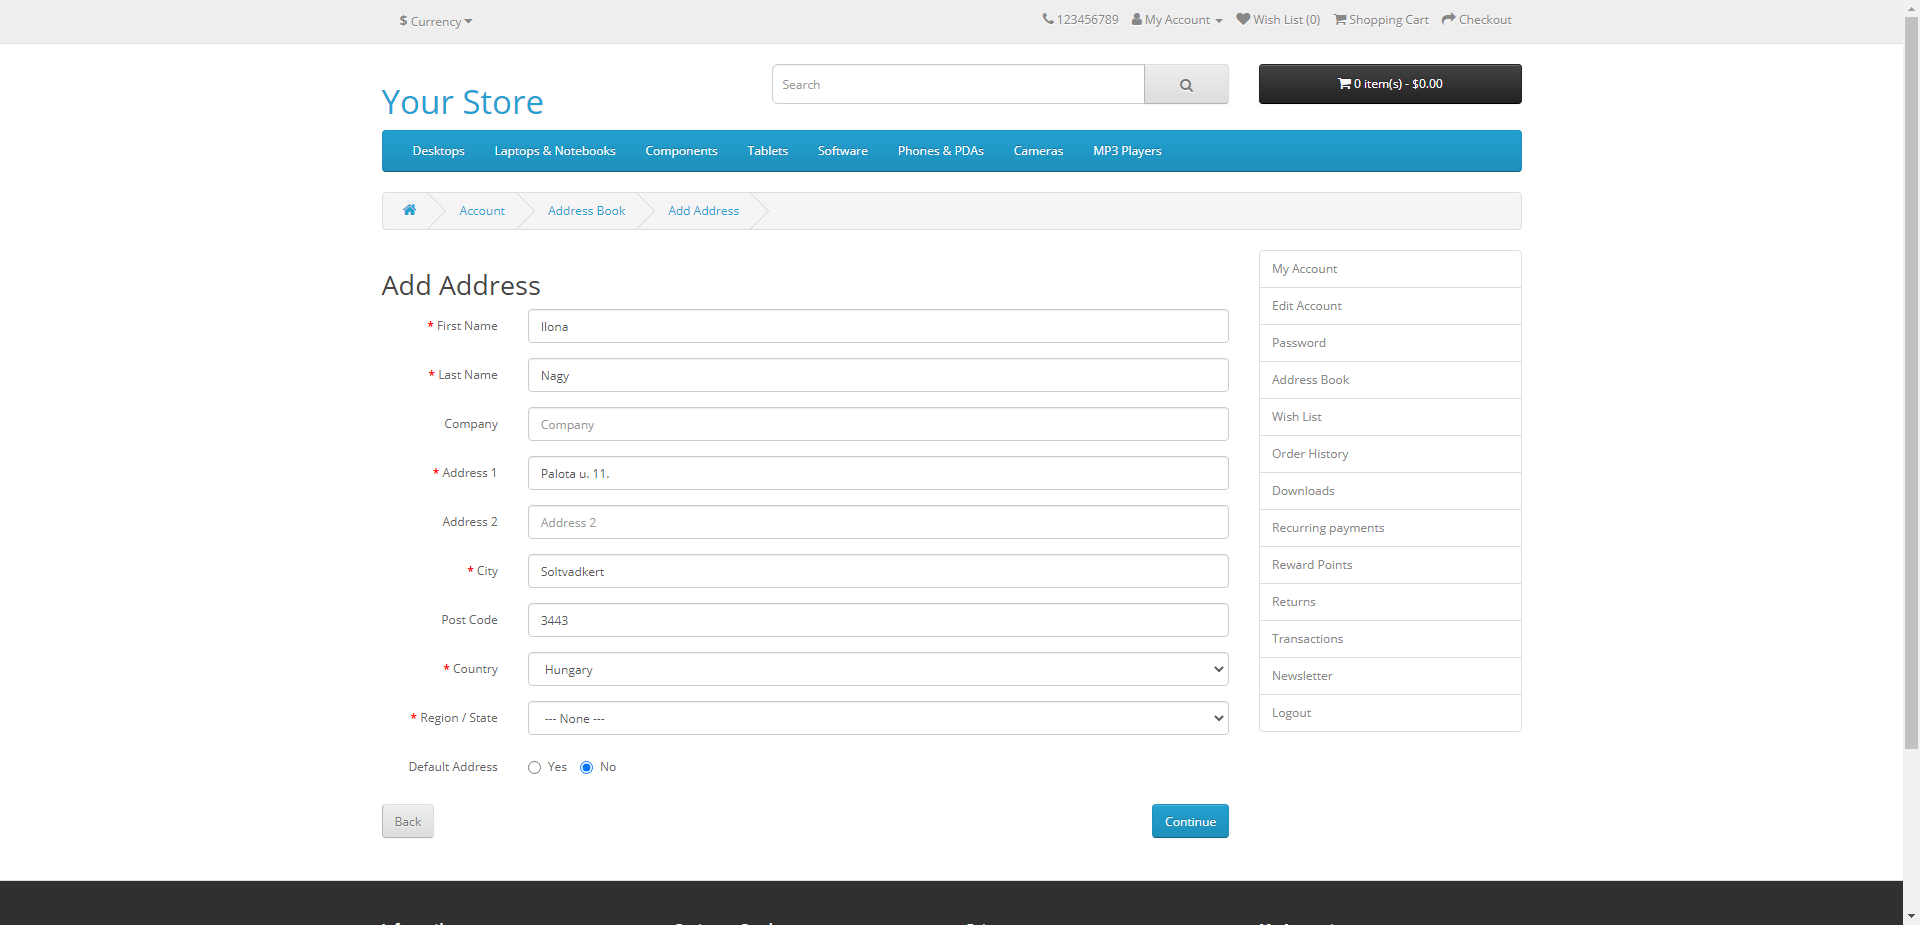 $ Currency
123456789 My Account Wish List (0) Shopping Cart Checkout
Your Store
Search
0 item(s) - $0.00
Desktops Laptops & Notebooks Components Tablets Software Phones & PDAs Cameras MP3 Players
Account Address Book Add Address
Add Address
* First Name Ilona
* Last Name Nagy
Company Company
* Address 1 Palota u. 11.
Address 2 Address 2
* City Soltvadkert
Post Code 3443
* Country Hungary
* Region / State --- None ---
Default Address Yes No
Back Continue
My Account
Edit Account
Password
Address Book
Wish List
Order History
Downloads
Recurring payments
Reward Points
Returns
Transactions
Newsletter
Logout